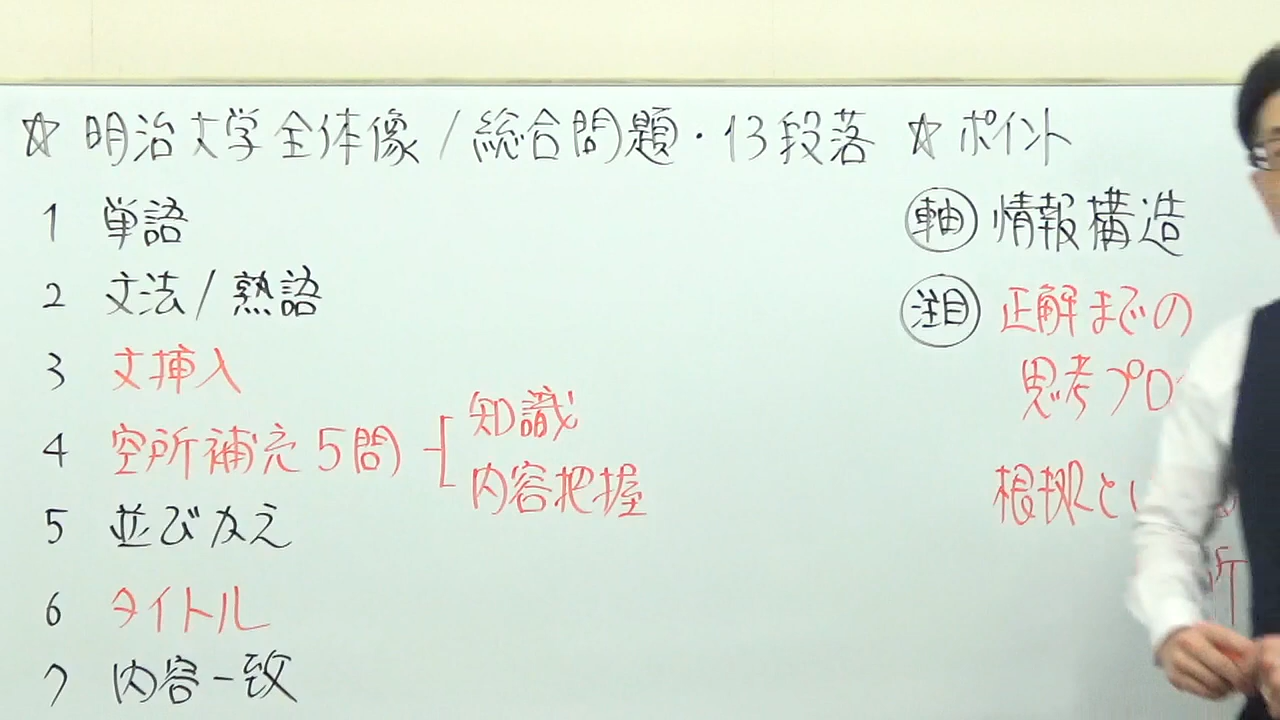 ☆ 明治大学全体像 / 総合問題・13段落
1 単語
2 文法 / 熟語
3 文挿入
4 空所補充5問
知識
内容把握
5 並びかえ
6 タイトル
7 内容一致
☆ ポイント
軸 情報構造
注目 正解までの
思考プロ
根拠と
所